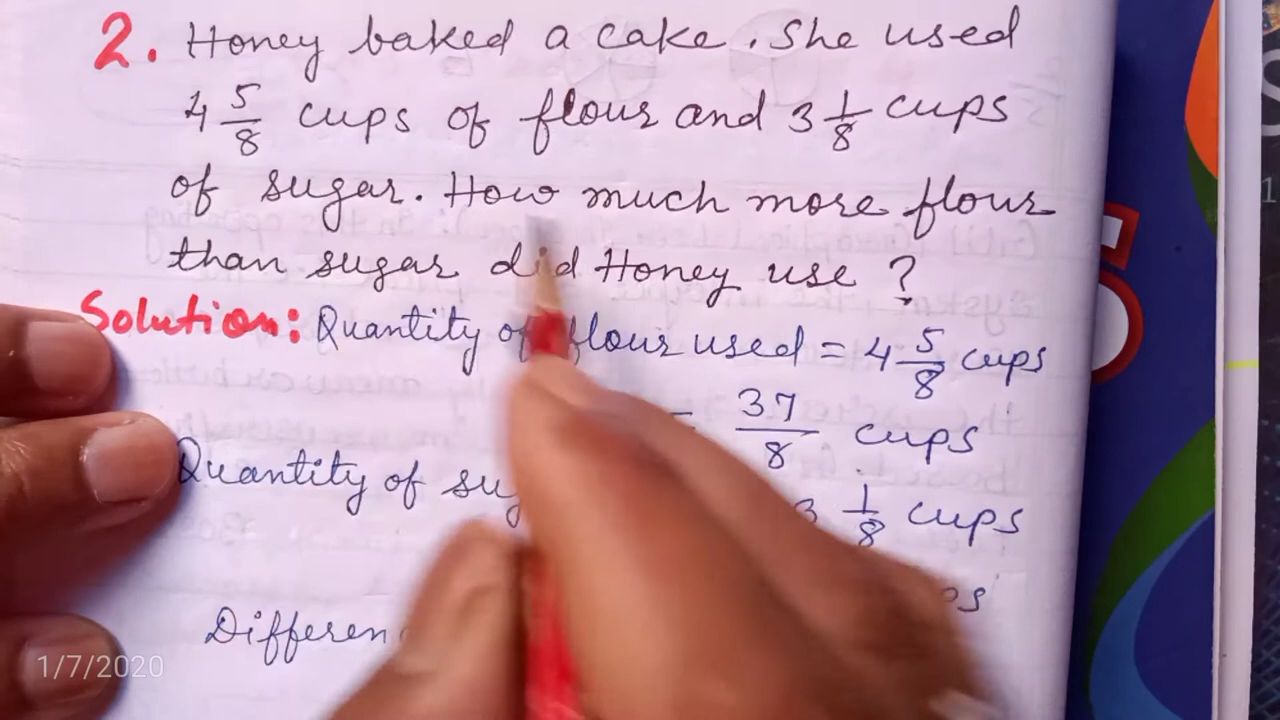 2. Honey baked a cake. She used
4 5/8 cups of flour and 3 1/8 cups
of sugar. How much more flour
than sugar did Honey use ?
Solution: Quantity of flour used = 4 5/8 cups
= 37/8 cups
Quantity of 3 1/8 cups
1/7/2020